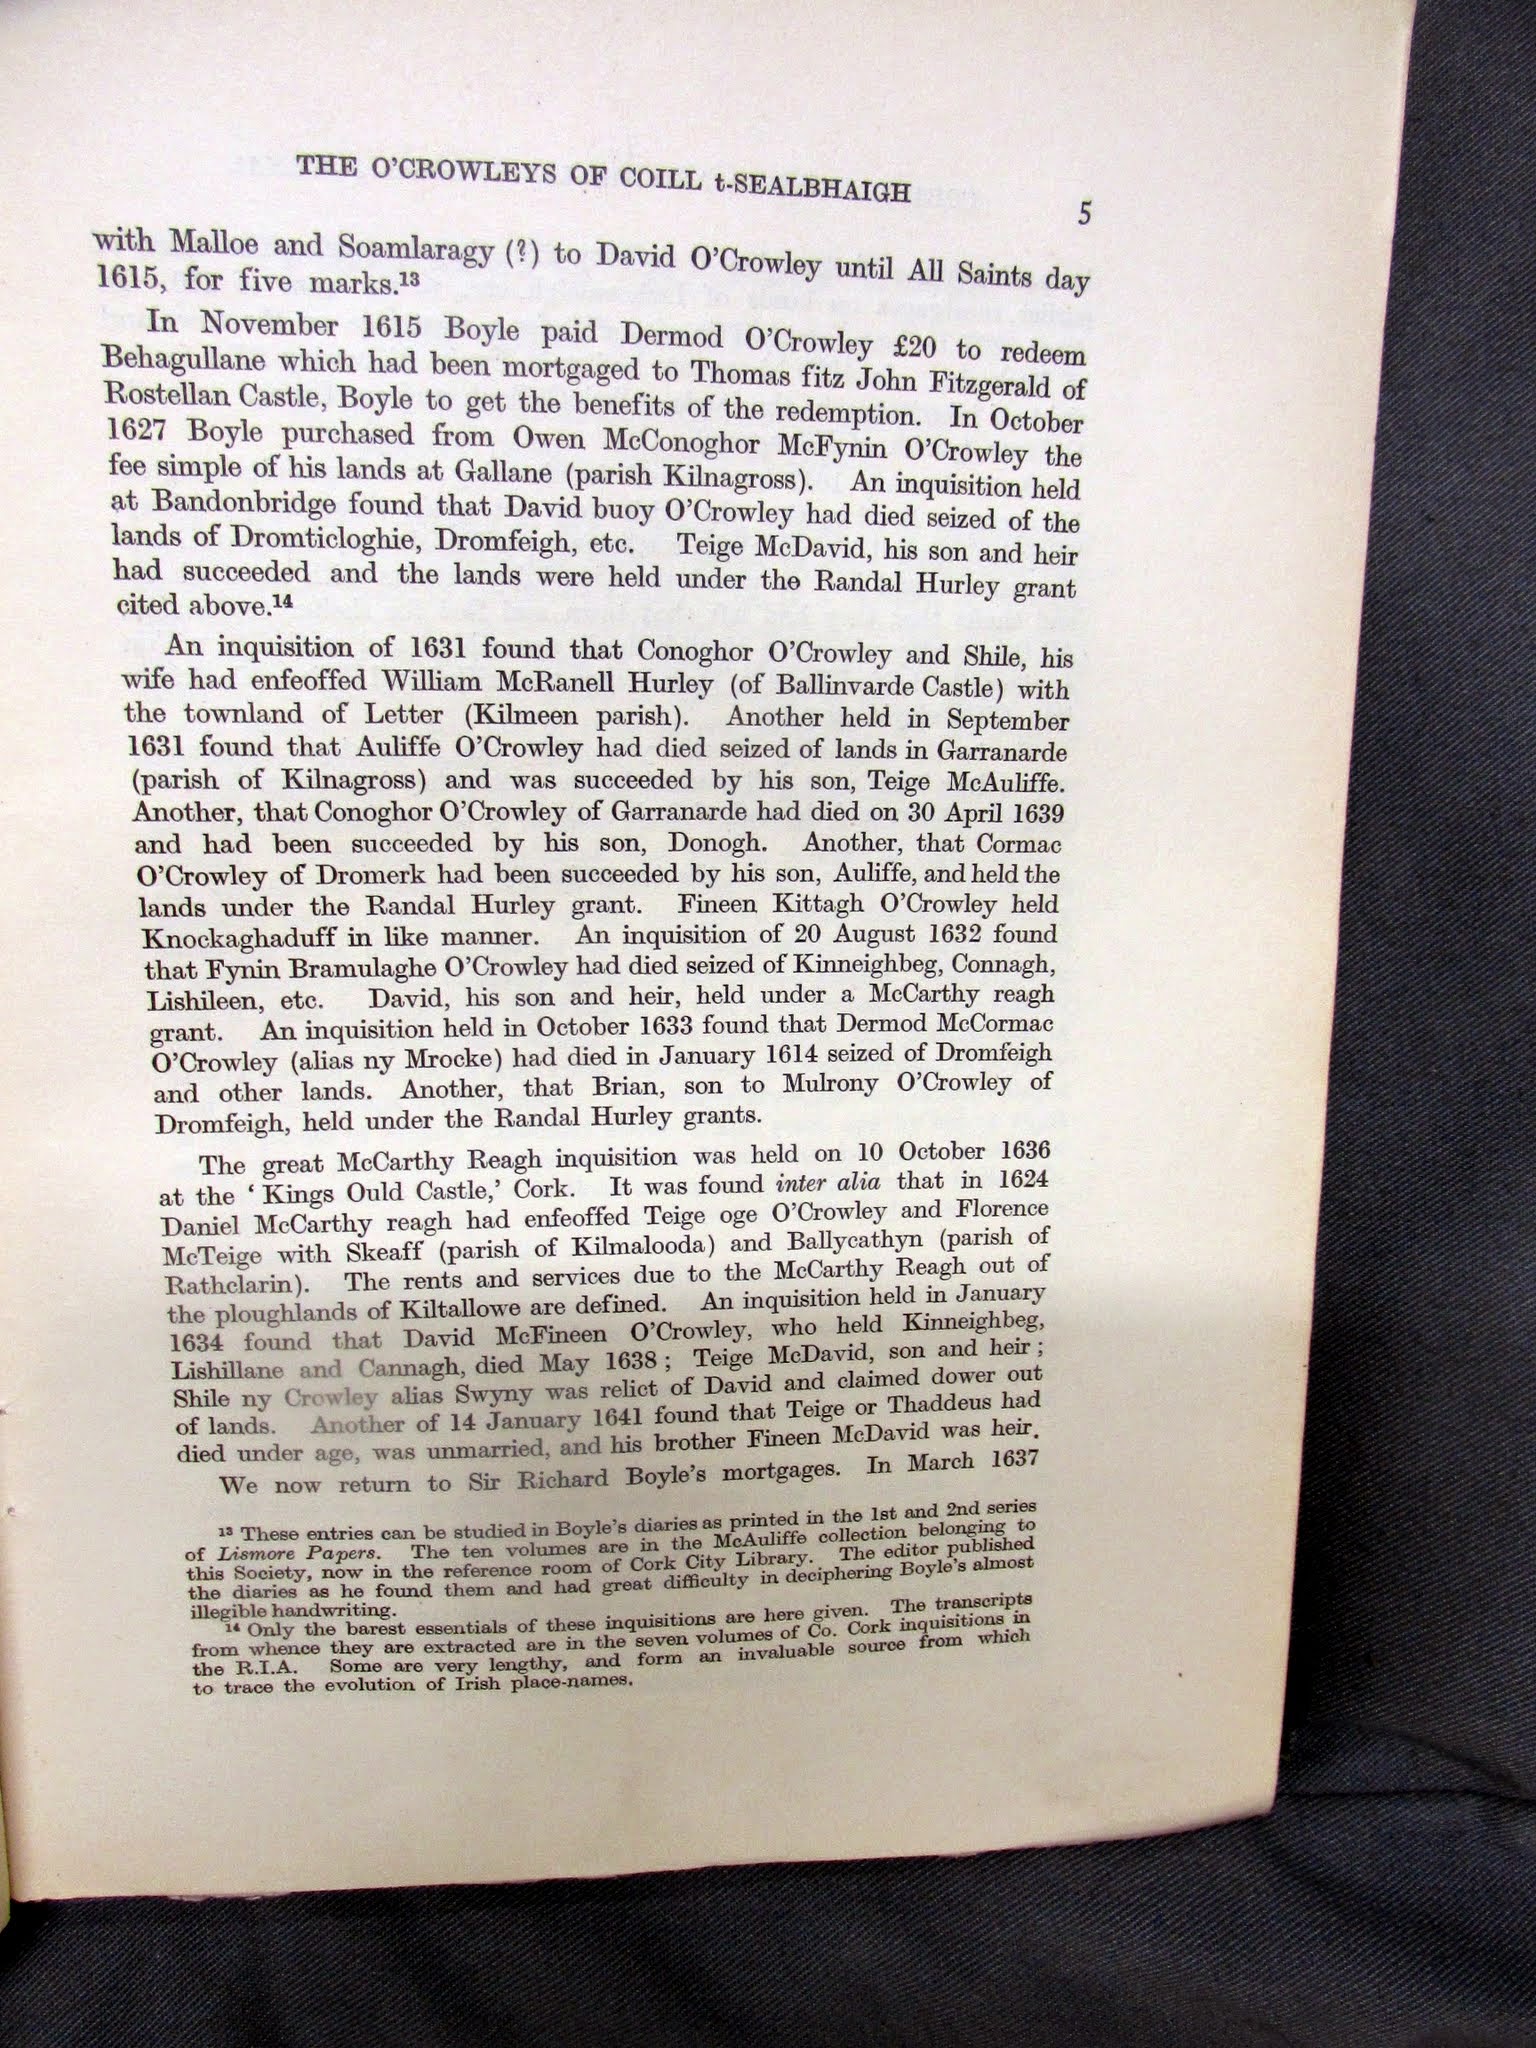 THE O'CROWLEYS OF COILL t-SEALBHAIGH
5
with Malloe and Soamlaragy (?) to David O'Crowley until All Saints day
1615, for five marks.¹³
In November 1615 Boyle paid Dermod O'Crowley £20 to redeem
Behagullane which had been mortgaged to Thomas fitz John Fitzgerald of
Rostellan Castle, Boyle to get the benefits of the redemption. In October
1627 Boyle purchased from Owen McConoghor McFynin O'Crowley the
fee simple of his lands at Gallane (parish Kilnagross). An inquisition held
at Bandonbridge found that David buoy O'Crowley had died seized of the
lands of Dromticloghie, Dromfeigh, etc. Teige McDavid, his son and heir
had succeeded and the lands were held under the Randal Hurley grant
cited above.¹⁴
An inquisition of 1631 found that Conoghor O'Crowley and Shile, his
wife had enfeoffed William McRanell Hurley (of Ballinvarde Castle) with
the townland of Letter (Kilmeen parish). Another held in September
1631 found that Auliffe O'Crowley had died seized of lands in Garranarde
(parish of Kilnagross) and was succeeded by his son, Teige McAuliffe.
Another, that Conoghor O'Crowley of Garranarde had died on 30 April 1639
and had been succeeded by his son, Donogh. Another, that Cormac
O'Crowley of Dromerk had been succeeded by his son, Auliffe, and held the
lands under the Randal Hurley grant. Fineen Kittagh O'Crowley held
Knockaghaduff in like manner. An inquisition of 20 August 1632 found
that Fynin Bramulaghe O'Crowley had died seized of Kinneighbeg, Connagh,
Lishileen, etc. David, his son and heir, held under a McCarthy reagh
grant. An inquisition held in October 1633 found that Dermod McCormac
O'Crowley (alias ny Mrocke) had died in January 1614 seized of Dromfeigh
and other lands. Another, that Brian, son to Mulrony O'Crowley of
Dromfeigh, held under the Randal Hurley grants.
The great McCarthy Reagh inquisition was held on 10 October 1636
at the ‘ Kings Ould Castle,’ Cork. It was found inter alia that in 1624
Daniel McCarthy reagh had enfeoffed Teige oge O'Crowley and Florence
McTeige with Skeaff (parish of Kilmalooda) and Ballycathyn (parish of
Rathclarin). The rents and services due to the McCarthy Reagh out of
the ploughlands of Kiltallowe are defined. An inquisition held in January
1634 found that David McFineen O'Crowley, who held Kinneighbeg,
Lishillane and Cannagh, died May 1638 ; Teige McDavid, son and heir ;
Shile ny Crowley alias Swyny was relict of David and claimed dower out
of lands. Another of 14 January 1641 found that Teige or Thaddeus had
died under age, was unmarried, and his brother Fineen McDavid was heir.
We now return to Sir Richard Boyle's mortgages. In March 1637
¹³ These entries can be studied in Boyle's diaries as printed in the 1st and 2nd series
of Lismore Papers. The ten volumes are in the McAuliffe collection belonging to
this Society, now in the reference room of Cork City Library. The editor published
the diaries as he found them and had great difficulty in deciphering Boyle's almost
illegible handwriting.
¹⁴ Only the barest essentials of these inquisitions are here given. The transcripts
from whence they are extracted are in the seven volumes of Co. Cork inquisitions in
the R.I.A. Some are very lengthy, and form an invaluable source from which
to trace the evolution of Irish place-names.